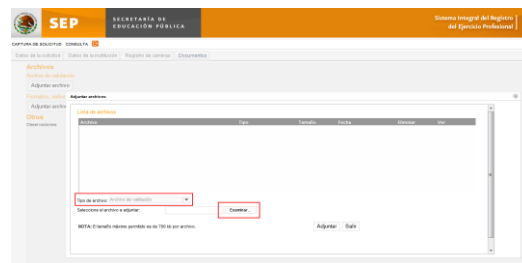 SEP
SECRETARÍA DE
EDUCACIÓN PÚBLICA
Sistema Integral del Registro
del Ejercicio Profesional
CAPTURA DE SOLICITUD CONSULTA
Datos de la solicitud Datos de la institución Registro de carreras Documentos
Archivos
Archivo de validación
Adjuntar archivo
Adjuntar archivos
Adjuntar archivo
Otros
Lista de archivos
Archivo Tipo Tamaño Fecha Eliminar Ver
Tipo de archivo: Archivo de validación
Seleccione el archivo a adjuntar: Examinar...
NOTA: El tamaño máximo permitido es de 700 kb por archivo. Adjuntar Salir